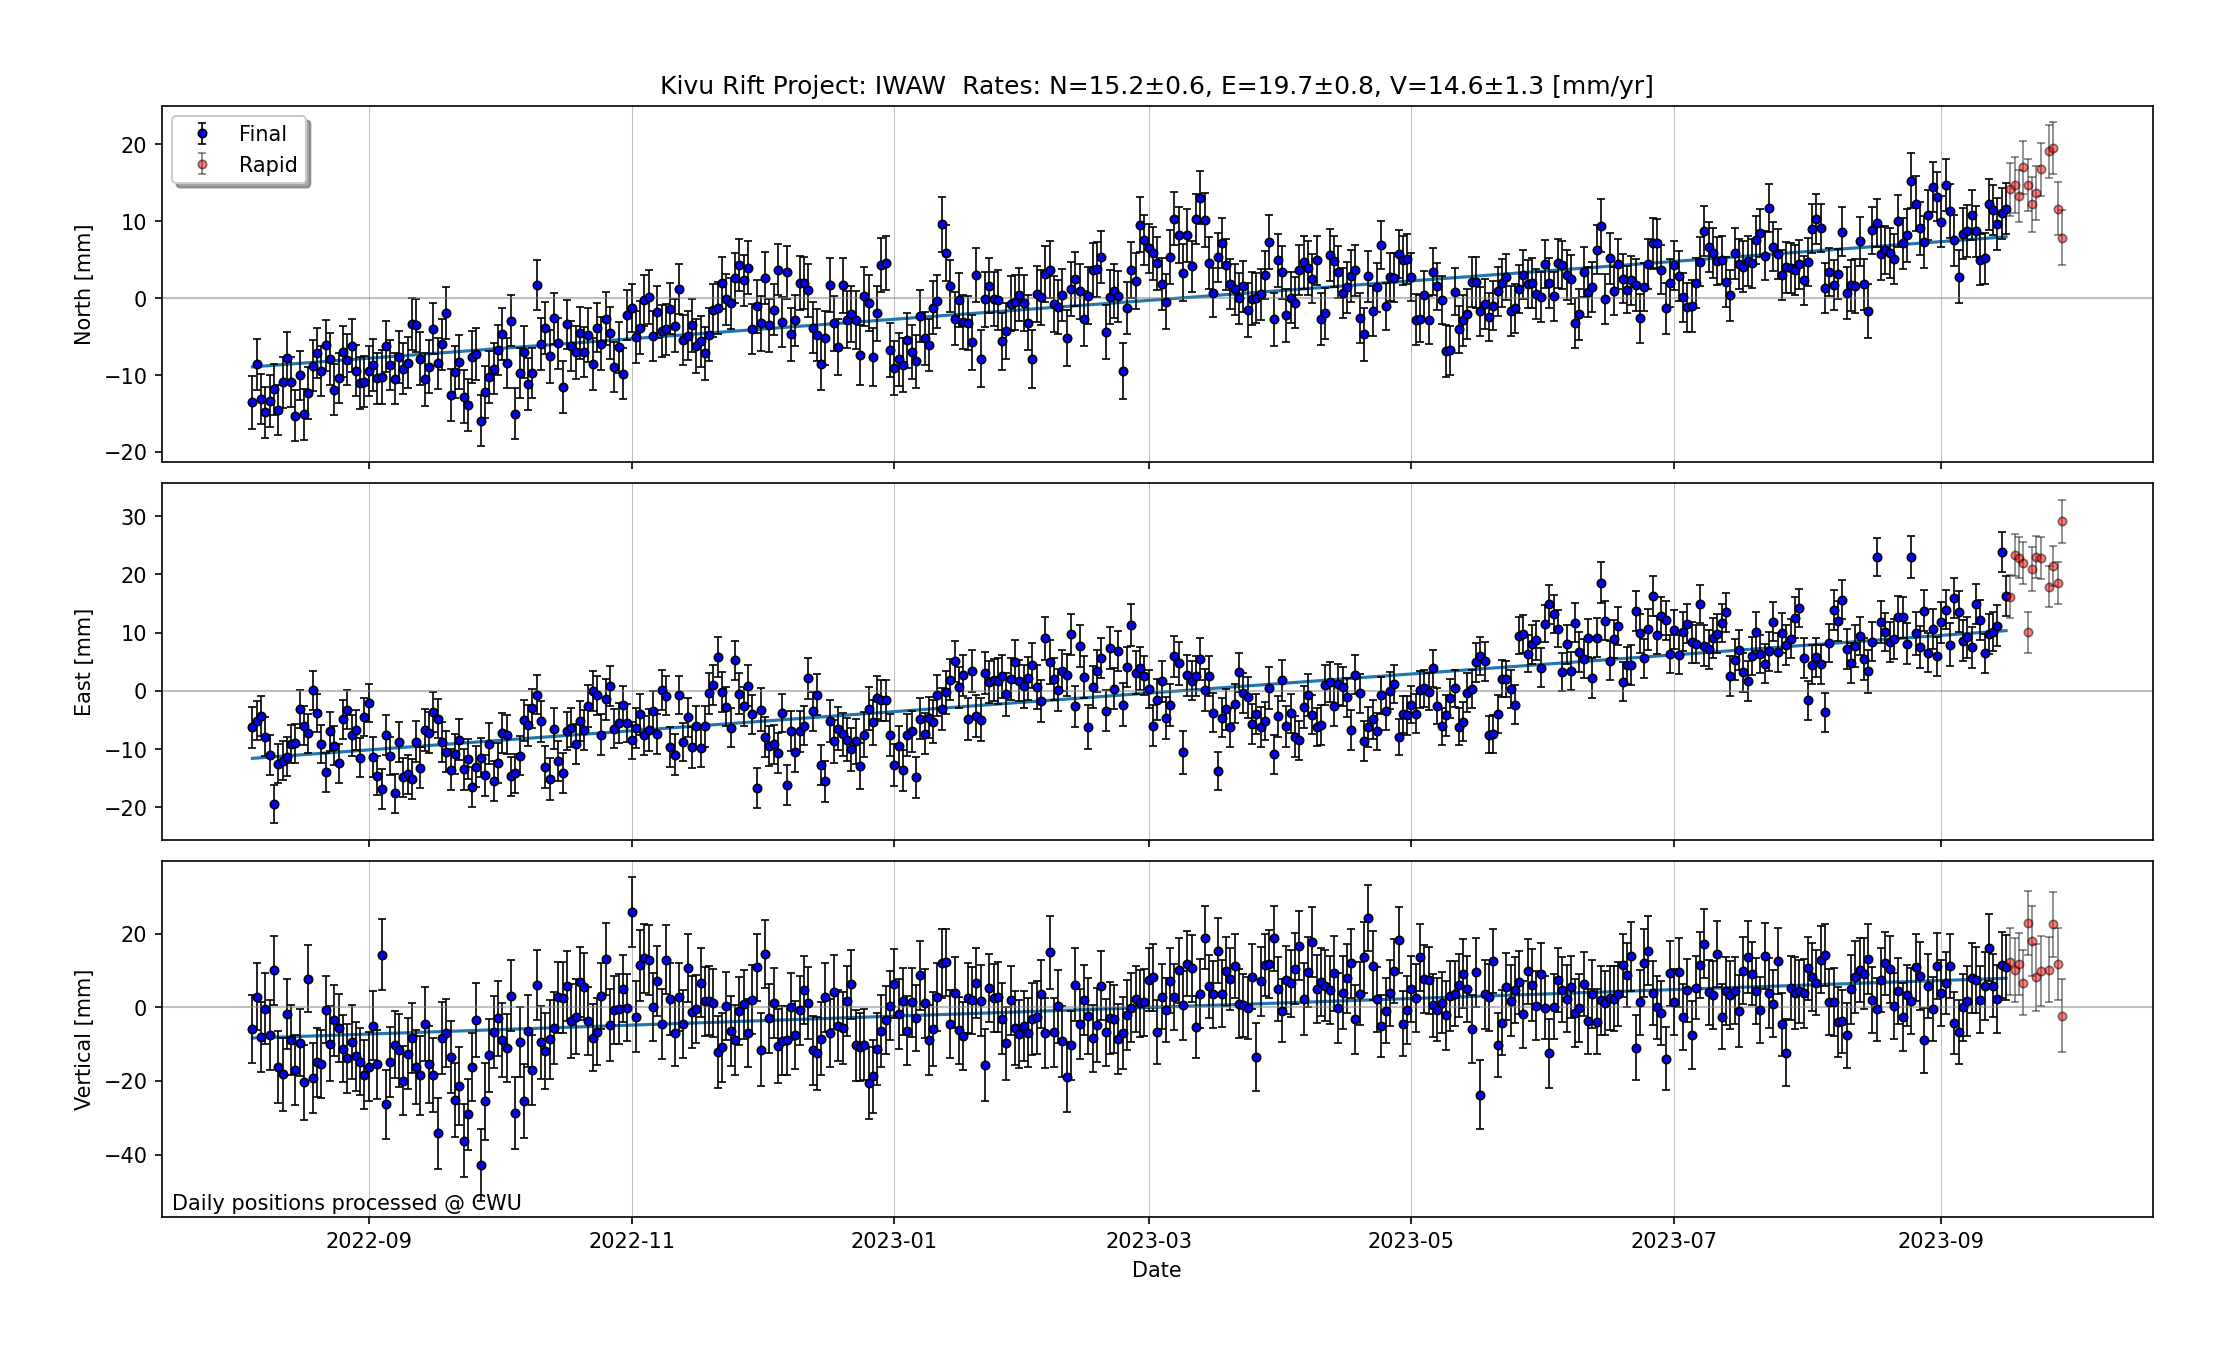 Kivu Rift Project: IWAW  Rates: N=15.2±0.6, E=19.7±0.8, V=14.6±1.3 [mm/yr]
Final
Rapid
North [mm]
20
10
0
−10
−20
East [mm]
30
20
10
0
−10
−20
Vertical [mm]
20
0
−20
−40
Daily positions processed @ CWU
2022-09
2022-11
2023-01
2023-03
2023-05
2023-07
2023-09
Date